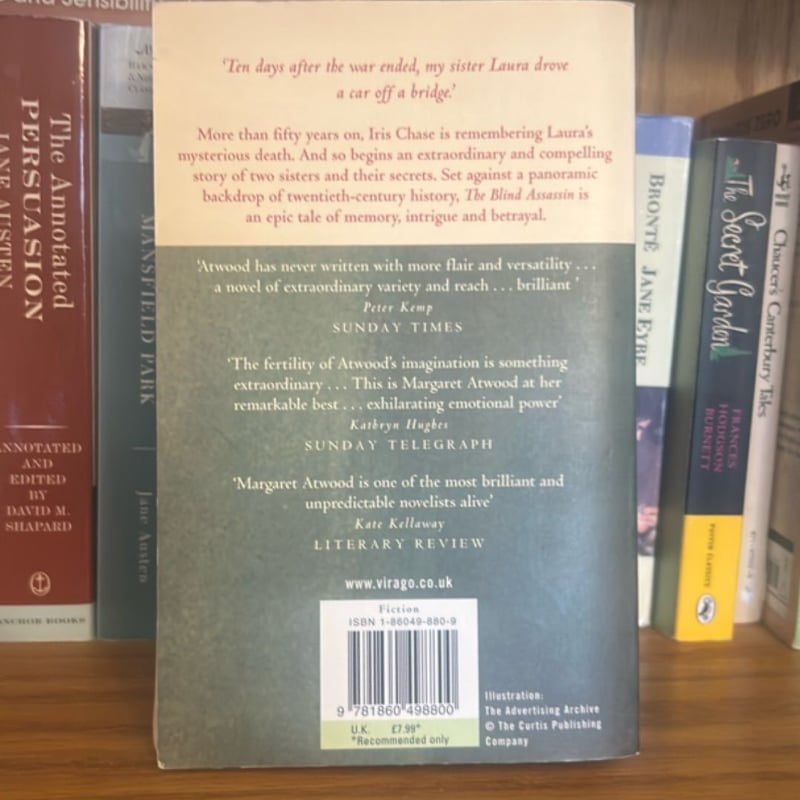 and Sensibility
The Annotated
PERSUASION
JANE AUSTEN
ANNOTATED
AND
EDITED
BY
DAVID M.
SHAPARD
ANCHOR BOOKS
MANSFIELD PARK
Jane Austen
‘Ten days after the war ended, my sister Laura drove
a car off a bridge.’
More than fifty years on, Iris Chase is remembering Laura's
mysterious death. And so begins an extraordinary and compelling
story of two sisters and their secrets. Set against a panoramic
backdrop of twentieth-century history, The Blind Assassin is
an epic tale of memory, intrigue and betrayal.
‘Atwood has never written with more flair and versatility . . .
a novel of extraordinary variety and reach . . . brilliant’
Peter Kemp
SUNDAY TIMES
‘The fertility of Atwood's imagination is something
extraordinary . . . This is Margaret Atwood at her
remarkable best . . . exhilarating emotional power’
Kathryn Hughes
SUNDAY TELEGRAPH
‘Margaret Atwood is one of the most brilliant and
unpredictable novelists alive’
Kate Kellaway
LITERARY REVIEW
www.virago.co.uk
Fiction
ISBN 1-86049-880-9
9 781860 498800
U.K. £7.99*
*Recommended only
Illustration:
The Advertising Archive
© The Curtis Publishing
Company
BRONTË JANE EYRE
The Secret Garden
FRANCES
HODGSON
BURNETT
PUFFIN CLASSICS
Chaucer's Canterbury Tales